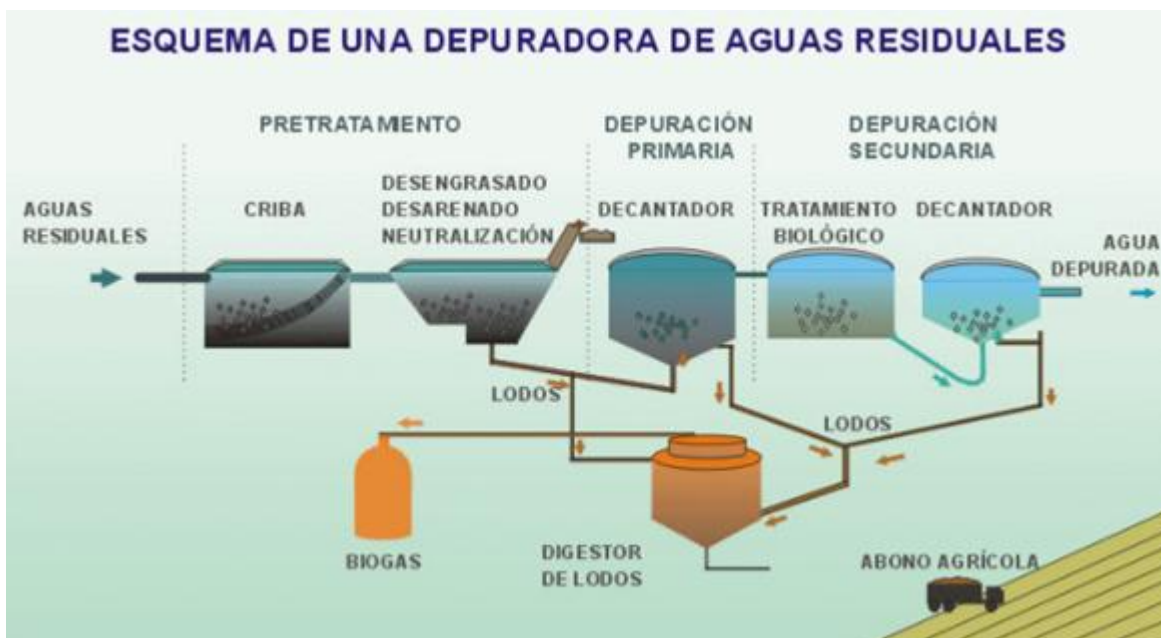 ESQUEMA DE UNA DEPURADORA DE AGUAS RESIDUALES
PRETRATAMIENTO
DEPURACIÓN
PRIMARIA
DEPURACIÓN
SECUNDARIA
AGUAS
RESIDUALES
CRIBA
DESENGRASADO
DESARENADO
NEUTRALIZACIÓN
DECANTADOR
TRATAMIENTO
BIOLÓGICO
DECANTADOR
AGUA
DEPURADA
LODOS
LODOS
BIOGAS
DIGESTOR
DE LODOS
ABONO AGRÍCOLA